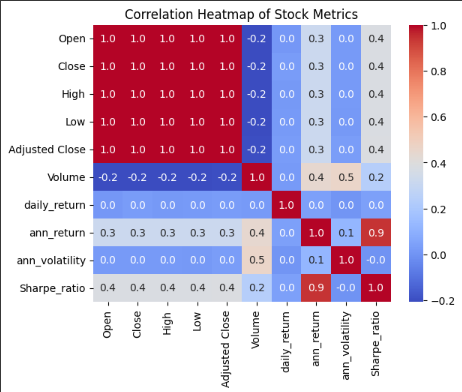 Correlation Heatmap of Stock Metrics
Open 1.0 1.0 1.0 1.0 1.0 -0.2 0.0 0.3 0.0 0.4
Close 1.0 1.0 1.0 1.0 1.0 -0.2 0.0 0.3 0.0 0.4
High 1.0 1.0 1.0 1.0 1.0 -0.2 0.0 0.3 0.0 0.4
Low 1.0 1.0 1.0 1.0 1.0 -0.2 0.0 0.3 0.0 0.4
Adjusted Close 1.0 1.0 1.0 1.0 1.0 -0.2 0.0 0.3 0.0 0.4
Volume -0.2 -0.2 -0.2 -0.2 -0.2 1.0 0.0 0.4 0.5 0.2
daily_return 0.0 0.0 0.0 0.0 0.0 0.0 1.0 0.0 0.0 0.0
ann_return 0.3 0.3 0.3 0.3 0.3 0.4 0.0 1.0 0.1 0.9
ann_volatility 0.0 0.0 0.0 0.0 0.0 0.5 0.0 0.1 1.0 -0.0
Sharpe_ratio 0.4 0.4 0.4 0.4 0.4 0.2 0.0 0.9 -0.0 1.0
Open
Close
High
Low
Adjusted Close
Volume
daily_return
ann_return
ann_volatility
Sharpe_ratio
1.0
0.8
0.6
0.4
0.2
0.0
-0.2